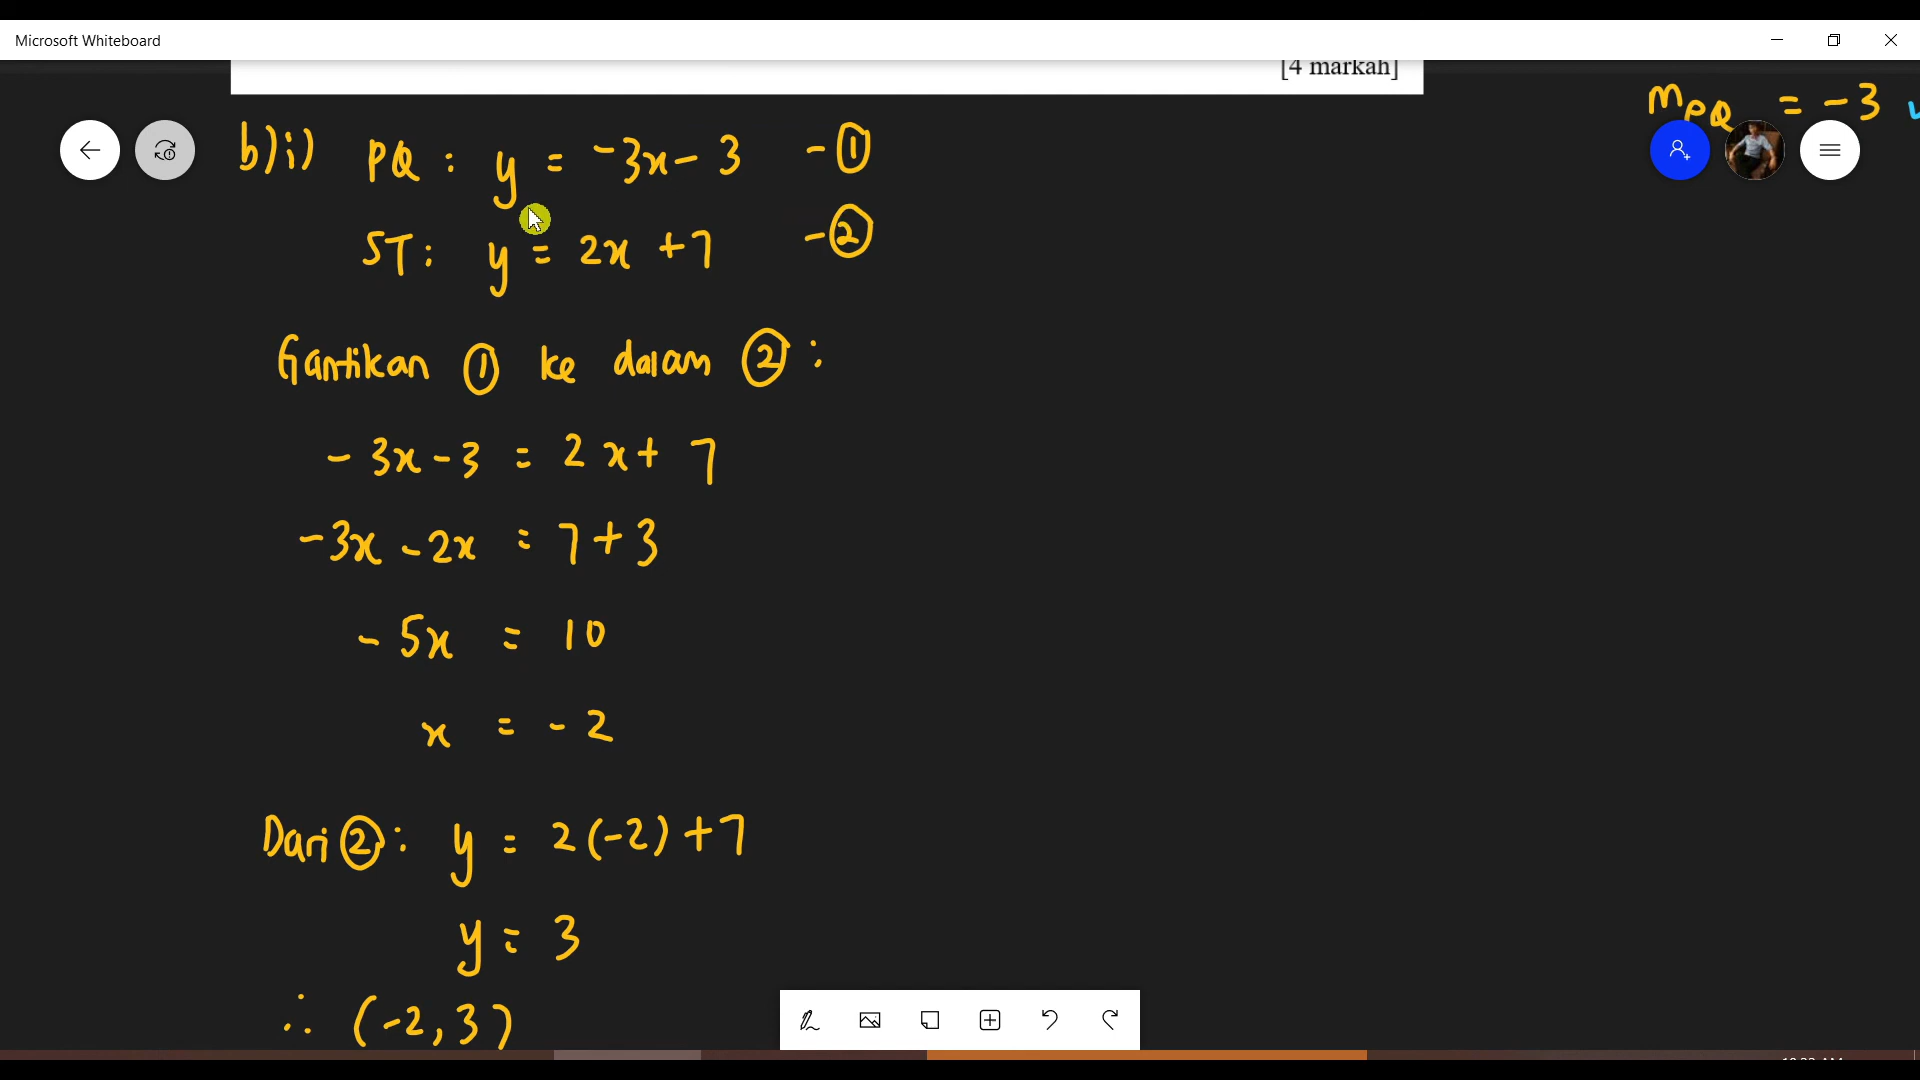 Microsoft Whiteboard
[4 markah]
m_PQ = -3
b)i) PQ : y = -3x - 3 - ①
ST : y = 2x + 7 - ②
Gantikan ① ke dalam ② :
- 3x - 3 = 2x + 7
-3x - 2x = 7 + 3
- 5x = 10
x = - 2
Dari ② : y = 2(-2) + 7
y = 3
∴ (-2, 3)